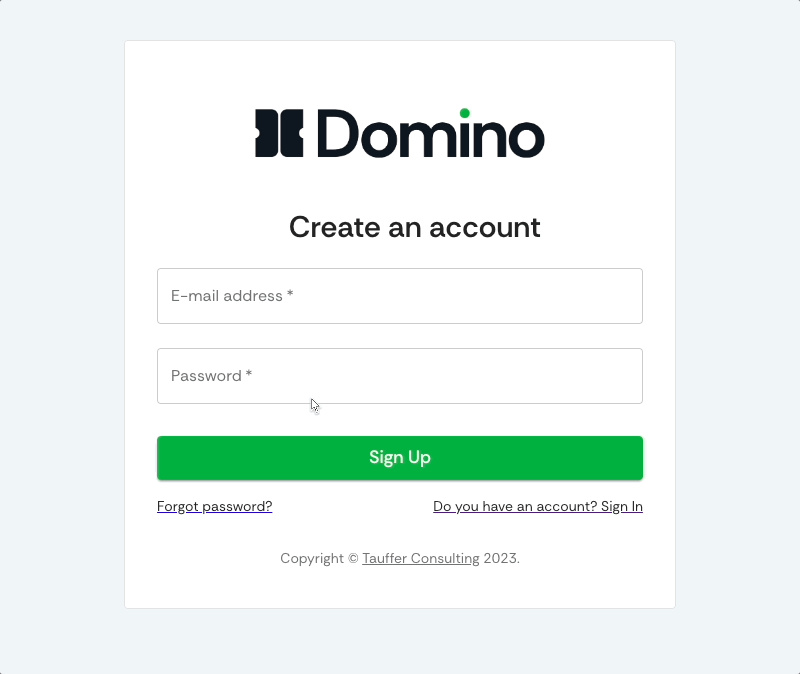 Domino
Create an account
E-mail address *
Password *
Sign Up
Forgot password? Do you have an account? Sign In
Copyright © Tauffer Consulting 2023.